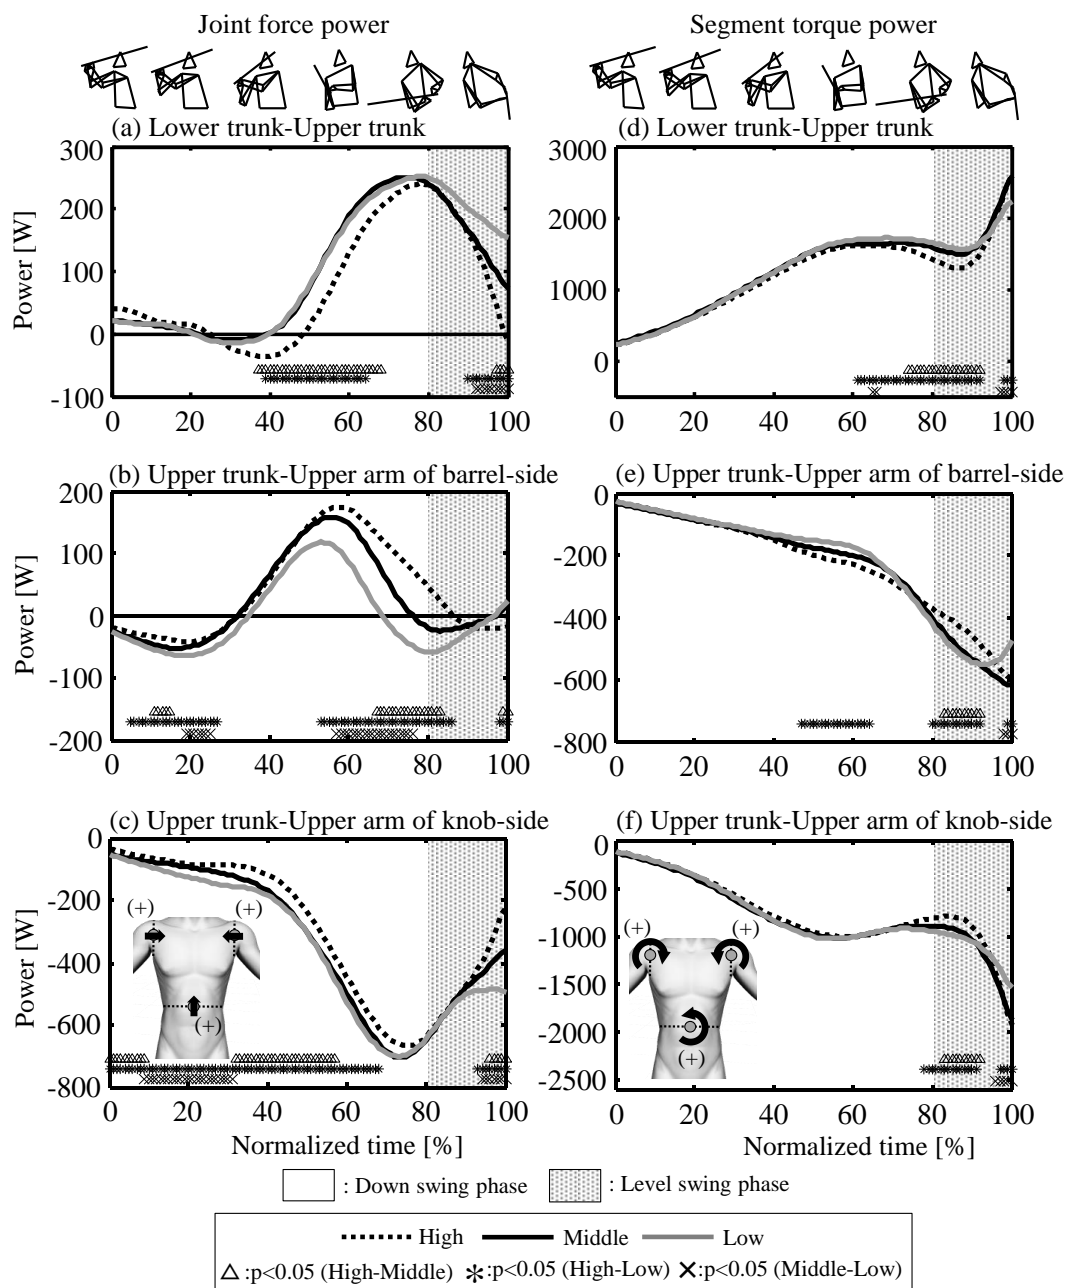 Joint force power
Segment torque power
(a) Lower trunk-Upper trunk
300
200
100
0
-100
Power [W]
0 20 40 60 80 100
(d) Lower trunk-Upper trunk
3000
2000
1000
0
0 20 40 60 80 100
(b) Upper trunk-Upper arm of barrel-side
200
100
0
-100
-200
Power [W]
0 20 40 60 80 100
(e) Upper trunk-Upper arm of barrel-side
0
-200
-400
-600
-800
0 20 40 60 80 100
(c) Upper trunk-Upper arm of knob-side
0
-200
-400
-600
-800
Power [W]
(+) (+)
(+)
0 20 40 60 80 100
Normalized time [%]
(f) Upper trunk-Upper arm of knob-side
0
-500
-1000
-1500
-2000
-2500
(+) (+)
(+)
0 20 40 60 80 100
Normalized time [%]
: Down swing phase
: Level swing phase
High Middle Low
△:p<0.05 (High-Middle) ✳:p<0.05 (High-Low) ×:p<0.05 (Middle-Low)